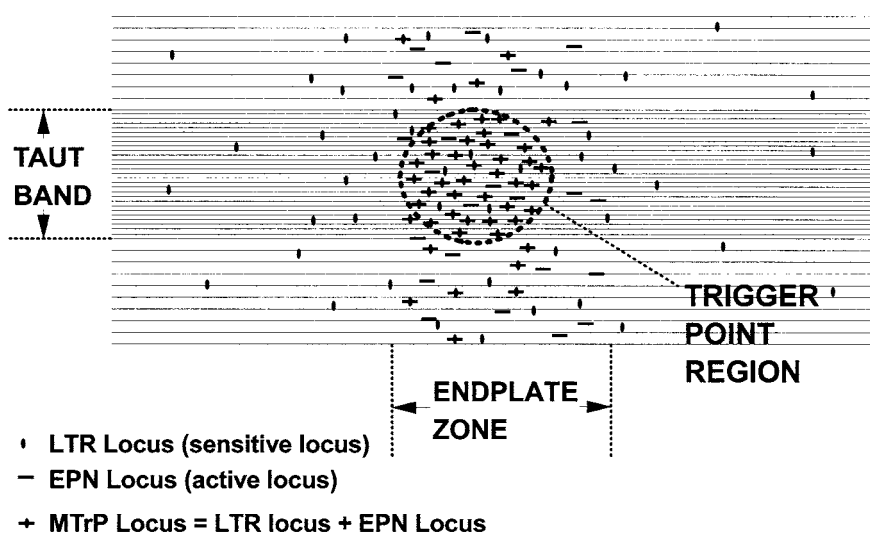 TAUT
BAND
TRIGGER
POINT
REGION
ENDPLATE
ZONE
LTR Locus (sensitive locus)
EPN Locus (active locus)
MTrP Locus = LTR locus + EPN Locus